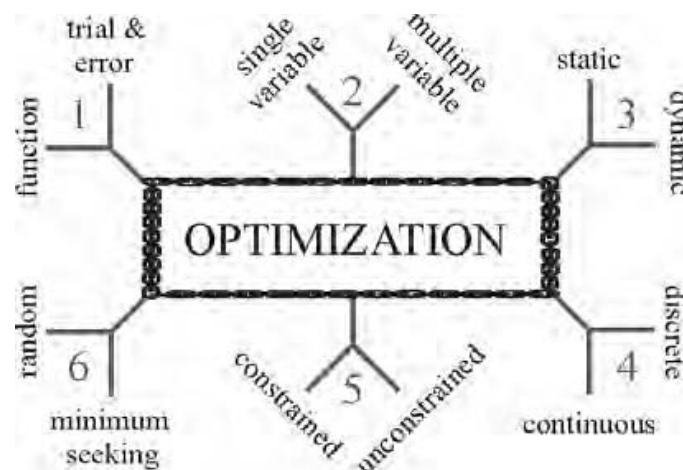 trial &
error
function
1
single
variable
2
multiple
variable
static
3
dynamic
OPTIMIZATION
random
6
minimum
seeking
constrained
5
unconstrained
discrete
4
continuous